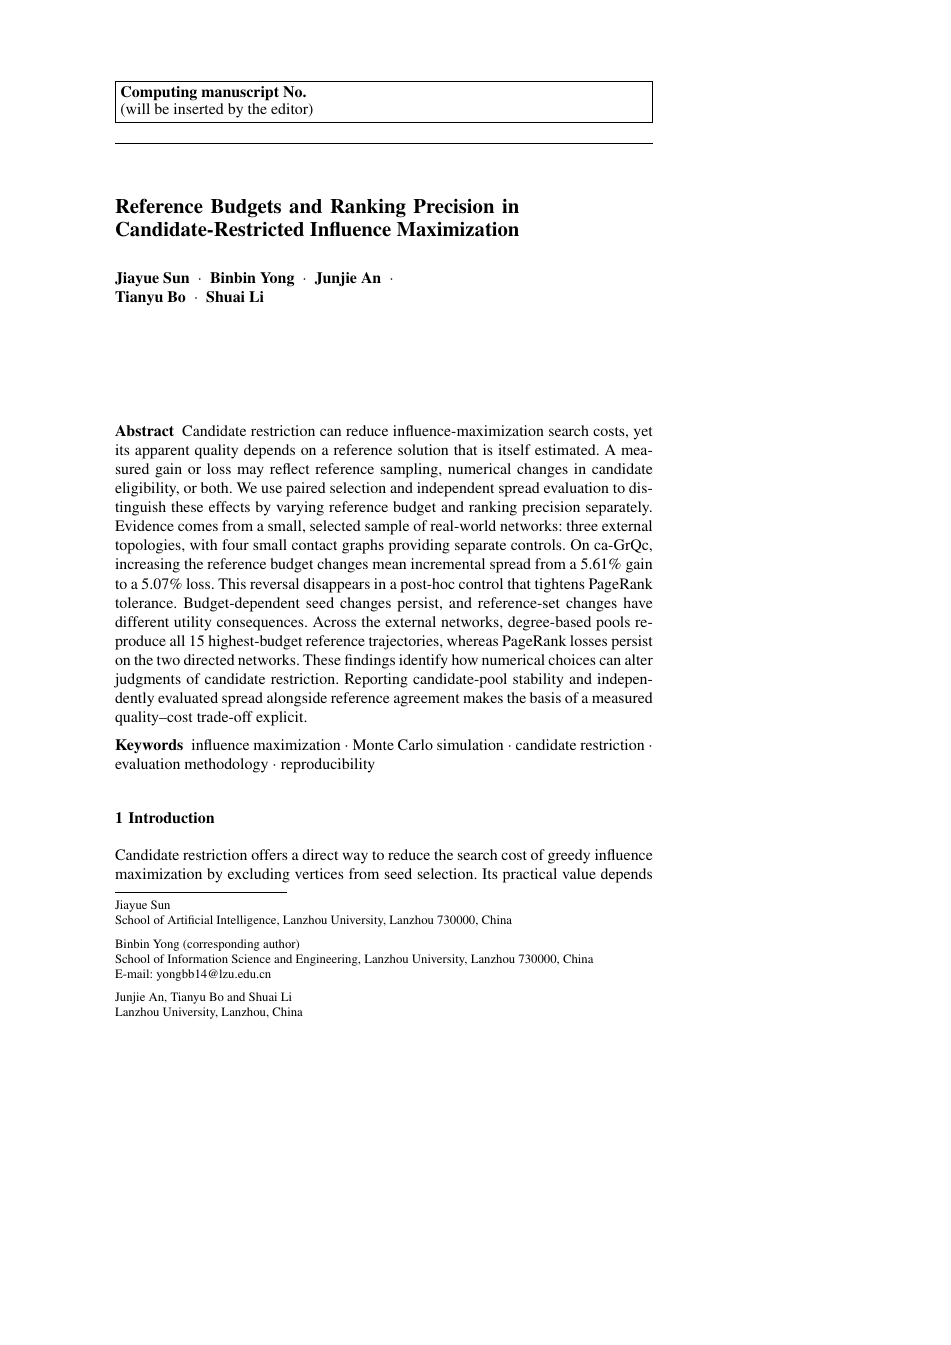 Computing manuscript No.
(will be inserted by the editor)
Reference Budgets and Ranking Precision in
Candidate-Restricted Influence Maximization
Jiayue Sun · Binbin Yong · Junjie An ·
Tianyu Bo · Shuai Li
Abstract Candidate restriction can reduce influence-maximization search costs, yet
its apparent quality depends on a reference solution that is itself estimated. A mea-
sured gain or loss may reflect reference sampling, numerical changes in candidate
eligibility, or both. We use paired selection and independent spread evaluation to dis-
tinguish these effects by varying reference budget and ranking precision separately.
Evidence comes from a small, selected sample of real-world networks: three external
topologies, with four small contact graphs providing separate controls. On ca-GrQc,
increasing the reference budget changes mean incremental spread from a 5.61% gain
to a 5.07% loss. This reversal disappears in a post-hoc control that tightens PageRank
tolerance. Budget-dependent seed changes persist, and reference-set changes have
different utility consequences. Across the external networks, degree-based pools re-
produce all 15 highest-budget reference trajectories, whereas PageRank losses persist
on the two directed networks. These findings identify how numerical choices can alter
judgments of candidate restriction. Reporting candidate-pool stability and indepen-
dently evaluated spread alongside reference agreement makes the basis of a measured
quality–cost trade-off explicit.
Keywords influence maximization · Monte Carlo simulation · candidate restriction ·
evaluation methodology · reproducibility
1 Introduction
Candidate restriction offers a direct way to reduce the search cost of greedy influence
maximization by excluding vertices from seed selection. Its practical value depends
Jiayue Sun
School of Artificial Intelligence, Lanzhou University, Lanzhou 730000, China
Binbin Yong (corresponding author)
School of Information Science and Engineering, Lanzhou University, Lanzhou 730000, China
E-mail: yongbb14@lzu.edu.cn
Junjie An, Tianyu Bo and Shuai Li
Lanzhou University, Lanzhou, China